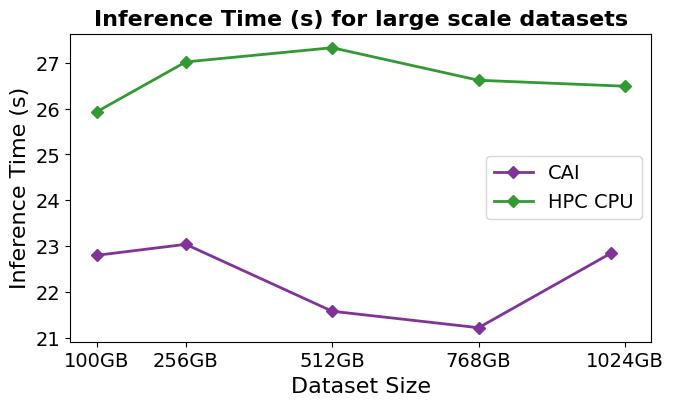 Inference Time (s) for large scale datasets
Inference Time (s)
27
26
25
24
23
22
21
CAI
HPC CPU
100GB 256GB 512GB 768GB 1024GB
Dataset Size